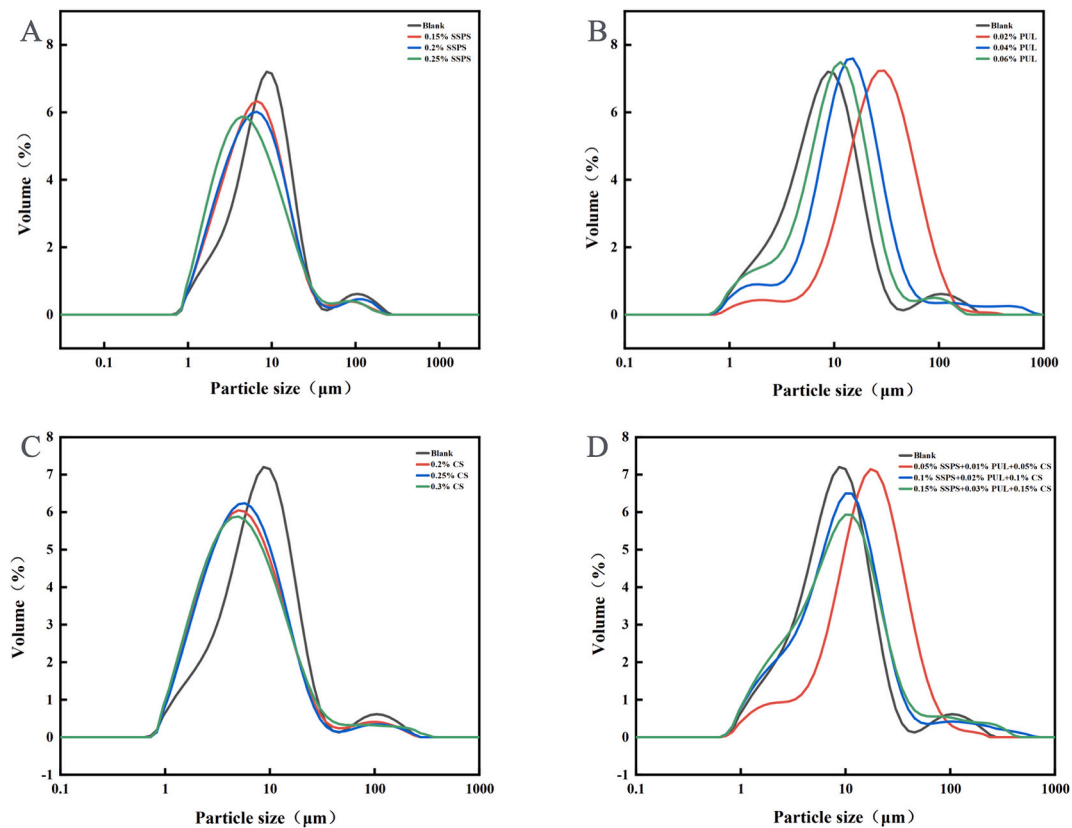 A
Blank
0.15% SSPS
0.2% SSPS
0.25% SSPS
8
6
4
2
0
Volume（%）
0.1
1
10
100
1000
Particle size（μm）
B
Blank
0.02% PUL
0.04% PUL
0.06% PUL
8
6
4
2
0
Volume（%）
0.1
1
10
100
1000
Particle size（μm）
C
Blank
0.2% CS
0.25% CS
0.3% CS
8
7
6
5
4
3
2
1
0
-1
Volume（%）
0.1
1
10
100
1000
Particle size（μm）
D
Blank
0.05% SSPS+0.01% PUL+0.05% CS
0.1% SSPS+0.02% PUL+0.1% CS
0.15% SSPS+0.03% PUL+0.15% CS
8
7
6
5
4
3
2
1
0
-1
Volume（%）
0.1
1
10
100
1000
Particle size（μm）